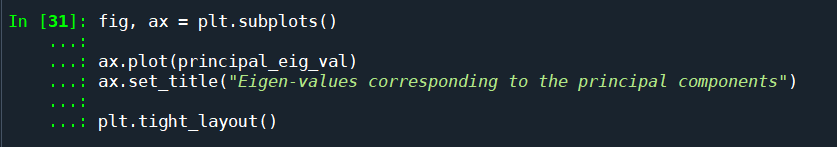 In [31]: fig, ax = plt.subplots()
...:
...: ax.plot(principal_eig_val)
...: ax.set_title("Eigen-values corresponding to the principal components")
...:
...: plt.tight_layout()